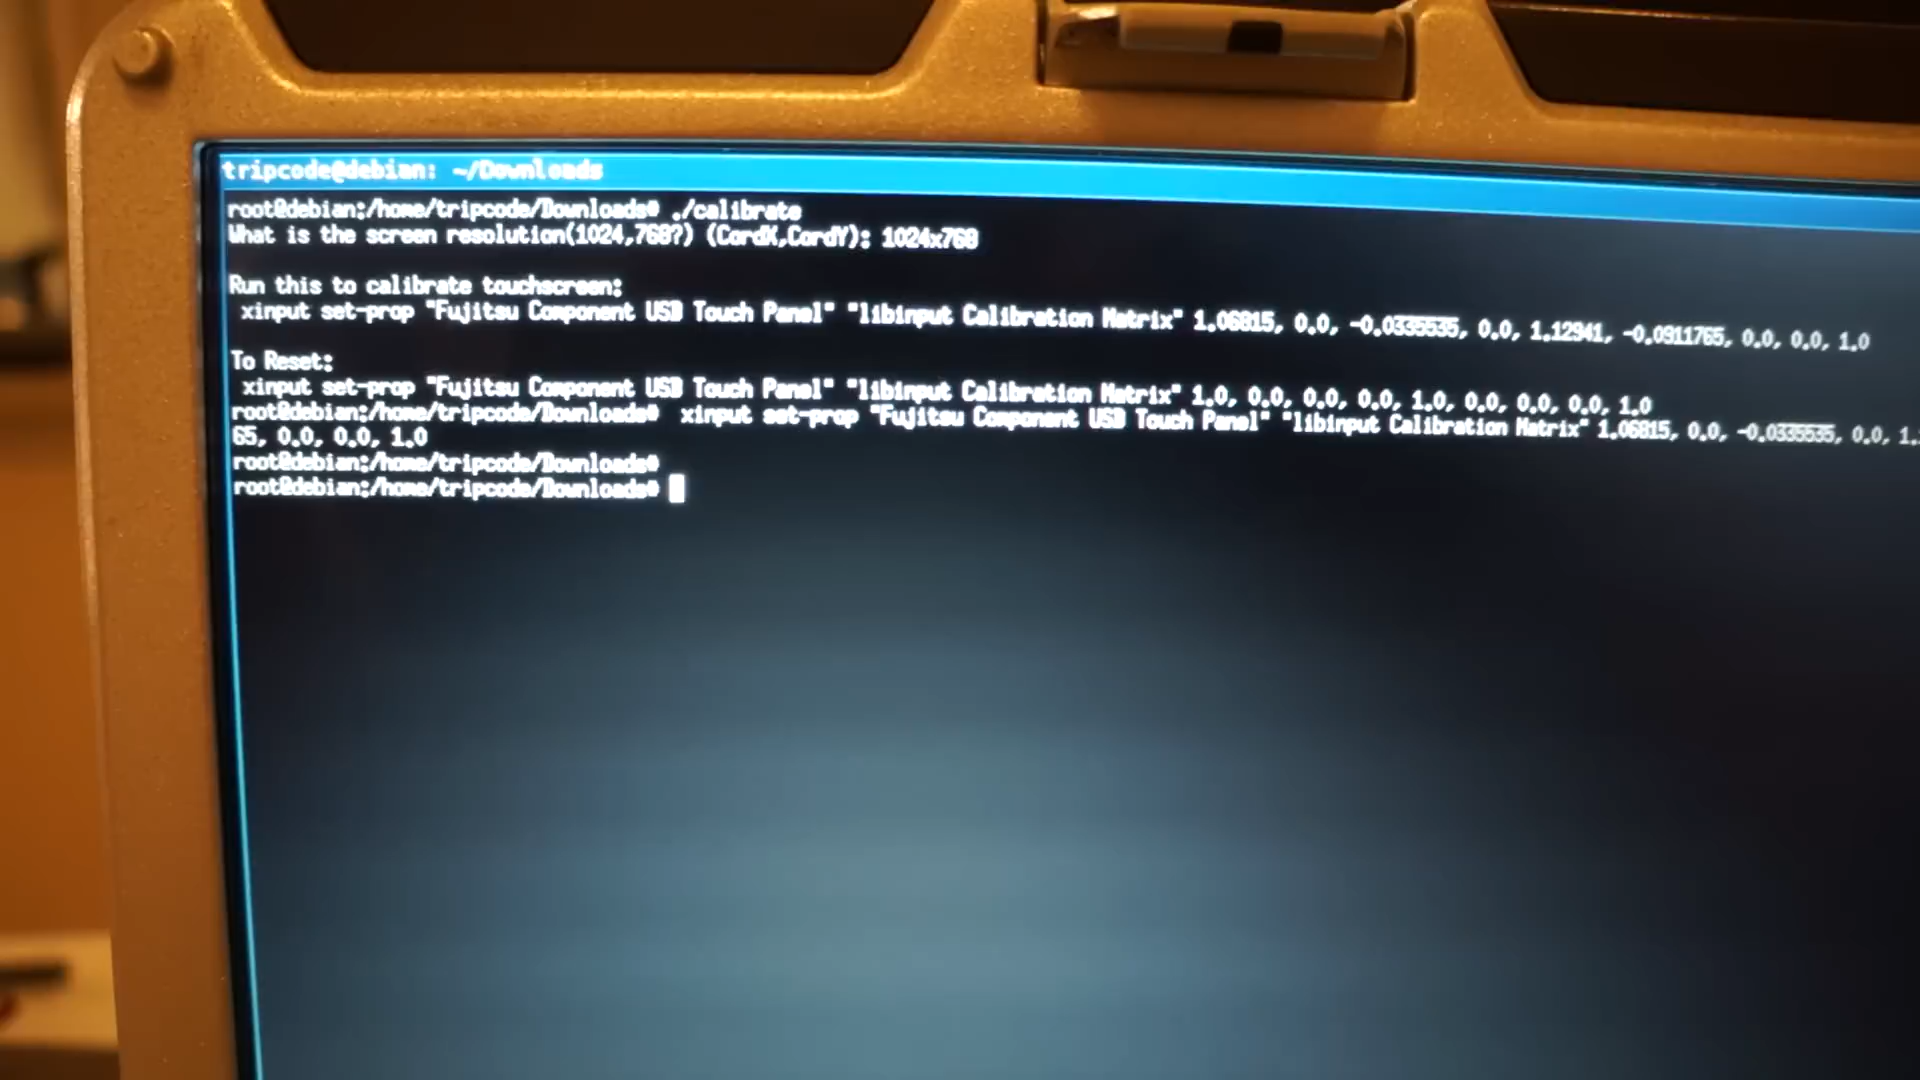 tripcode@debian: ~/Downloads
root@debian:/home/tripcode/Downloads# ./calibrate
What is the screen resolution(1024,768?) (CordX,CordY): 1024x768
Run this to calibrate touchscreen:
xinput set-prop "Fujitsu Component USB Touch Panel" "libinput Calibration Matrix" 1.06815, 0.0, -0.0335535, 0.0, 1.12941, -0.0911765, 0.0, 0.0, 1.0
To Reset:
xinput set-prop "Fujitsu Component USB Touch Panel" "libinput Calibration Matrix" 1.0, 0.0, 0.0, 0.0, 1.0, 0.0, 0.0, 0.0, 1.0
root@debian:/home/tripcode/Downloads# xinput set-prop "Fujitsu Component USB Touch Panel" "libinput Calibration Matrix" 1.06815, 0.0, -0.0335535, 0.0, 1.
65, 0.0, 0.0, 1.0
root@debian:/home/tripcode/Downloads#
root@debian:/home/tripcode/Downloads#